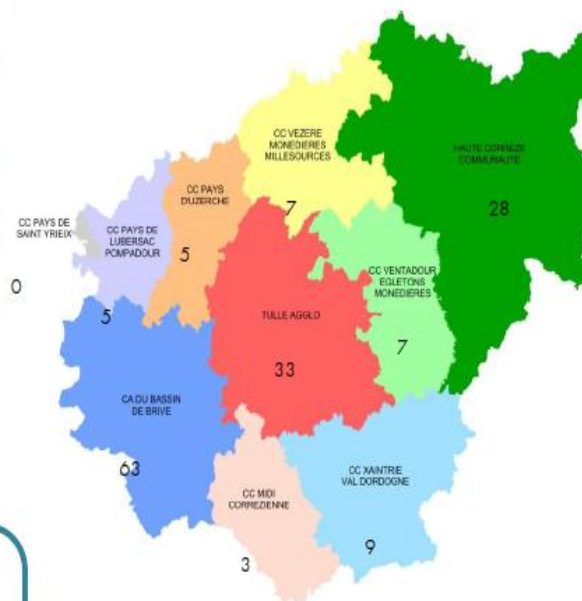 CC VEZERE
MONEDIERES
MILLESOURCES
7
HAUTE CORREZE
COMMUNAUTE
28
CC PAYS
D'UZERCHE
5
CC PAYS DE
SAINT YRIEIX
0
CC PAYS DE
LUBERSAC
POMPADOUR
5
CC VENTADOUR
EGLETONS
MONEDIERES
7
TULLE AGGLO
33
CA DU BASSIN
DE BRIVE
63
CC XAINTRIE
VAL DORDOGNE
9
CC MIDI
CORREZIENNE
3